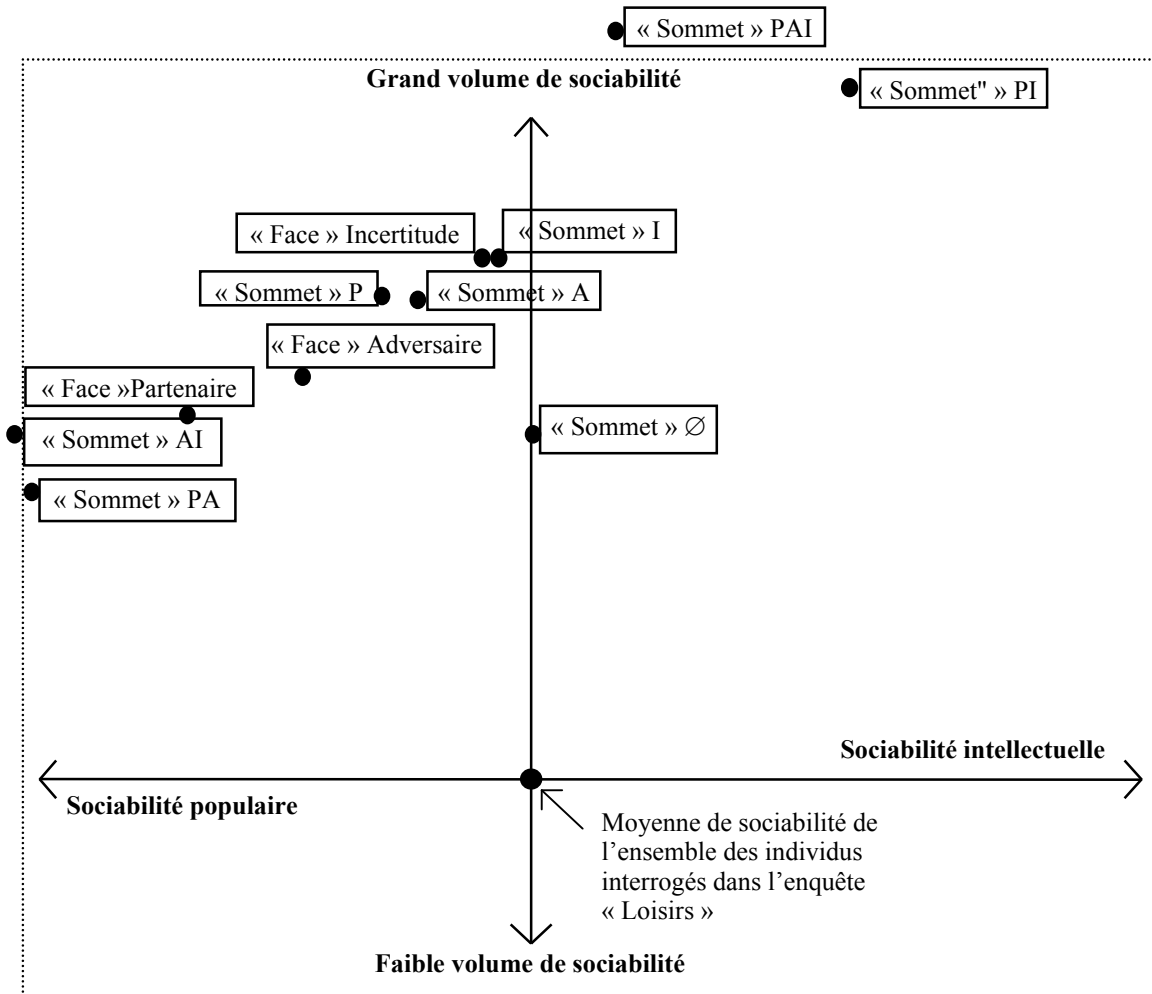 « Sommet » PAI
Grand volume de sociabilité
« Sommet" » PI
« Face » Incertitude
« Sommet » I
« Sommet » P
« Sommet » A
« Face » Adversaire
« Face »Partenaire
« Sommet » AI
« Sommet » ∅
« Sommet » PA
Sociabilité intellectuelle
Sociabilité populaire
Moyenne de sociabilité de
l’ensemble des individus
interrogés dans l’enquête
« Loisirs »
Faible volume de sociabilité